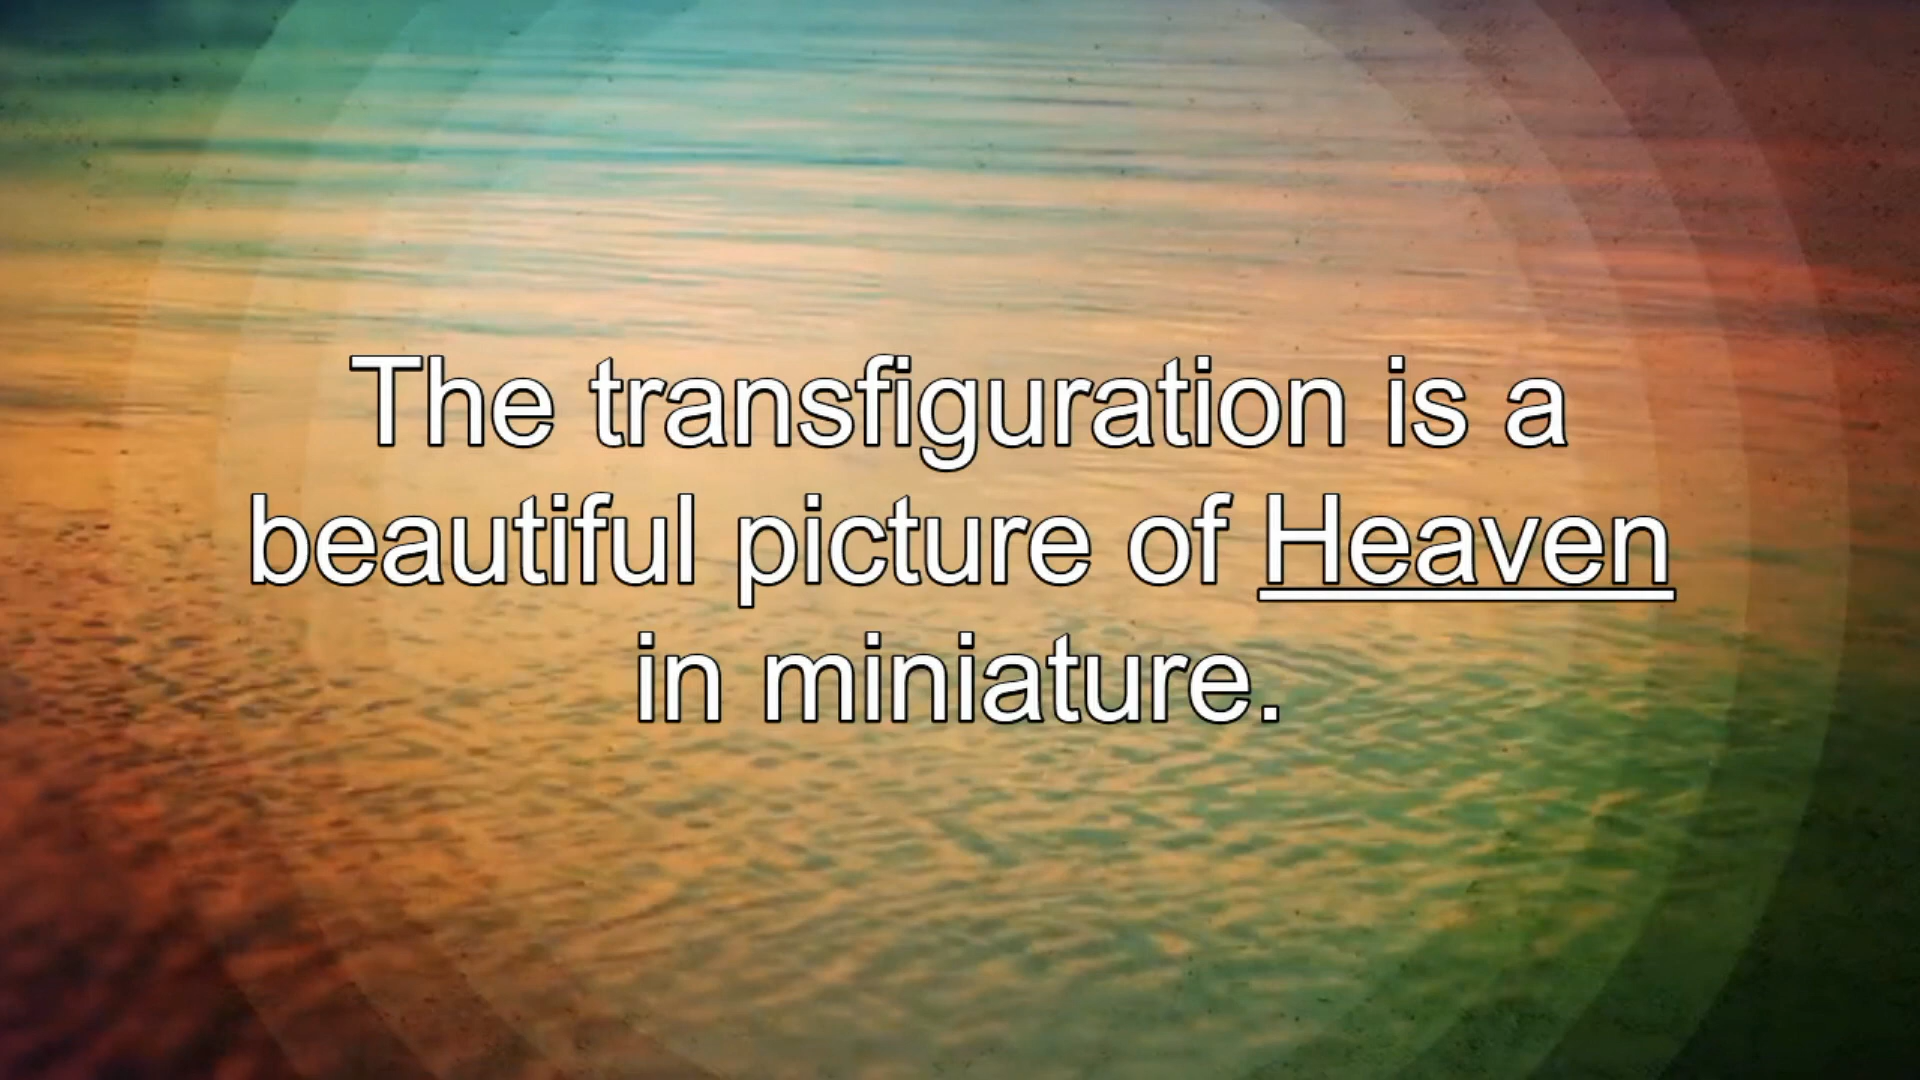 The transfiguration is a
beautiful picture of Heaven
in miniature.